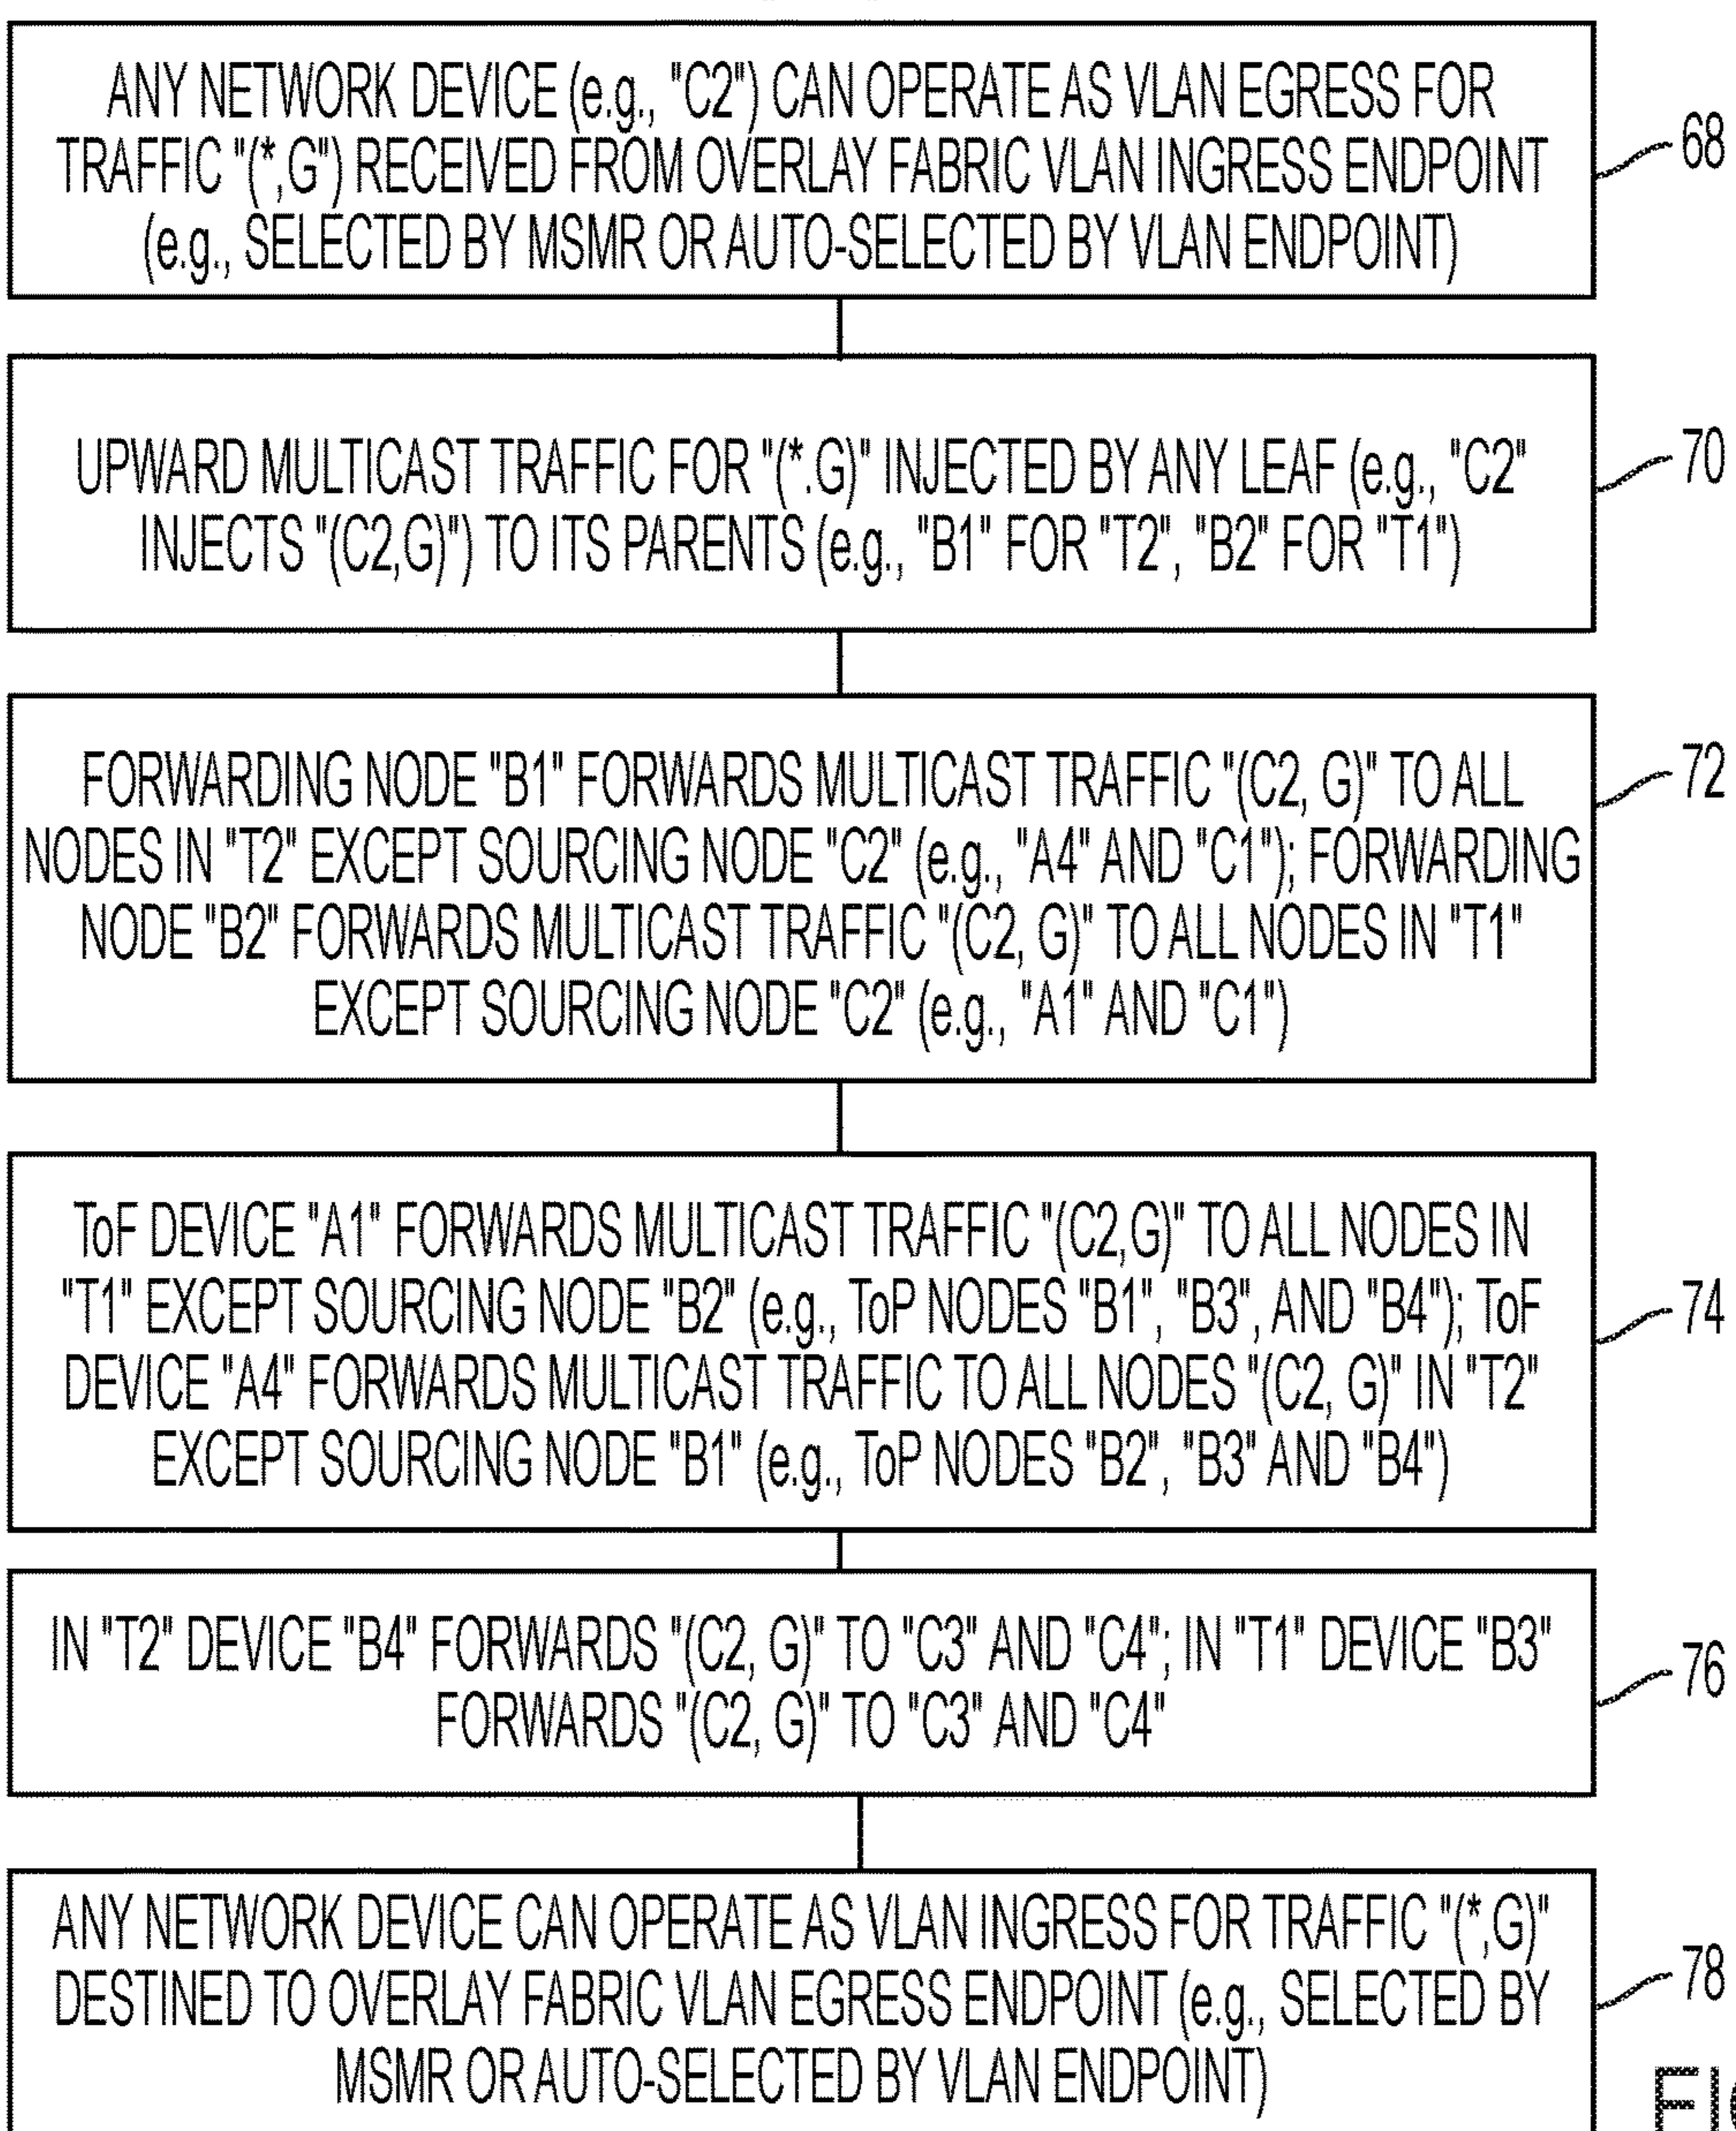 ANY NETWORK DEVICE (e.g., "C2") CAN OPERATE AS VLAN EGRESS FOR
TRAFFIC "(*,G") RECEIVED FROM OVERLAY FABRIC VLAN INGRESS ENDPOINT
(e.g., SELECTED BY MSMR OR AUTO-SELECTED BY VLAN ENDPOINT)
68
UPWARD MULTICAST TRAFFIC FOR "(*.G)" INJECTED BY ANY LEAF (e.g., "C2"
INJECTS "(C2,G)") TO ITS PARENTS (e.g., "B1" FOR "T2", "B2" FOR "T1")
70
FORWARDING NODE "B1" FORWARDS MULTICAST TRAFFIC "(C2, G)" TO ALL
NODES IN "T2" EXCEPT SOURCING NODE "C2" (e.g., "A4" AND "C1"); FORWARDING
NODE "B2" FORWARDS MULTICAST TRAFFIC "(C2, G)" TO ALL NODES IN "T1"
EXCEPT SOURCING NODE "C2" (e.g., "A1" AND "C1")
72
ToF DEVICE "A1" FORWARDS MULTICAST TRAFFIC "(C2,G)" TO ALL NODES IN
"T1" EXCEPT SOURCING NODE "B2" (e.g., ToP NODES "B1", "B3", AND "B4"); ToF
DEVICE "A4" FORWARDS MULTICAST TRAFFIC TO ALL NODES "(C2, G)" IN "T2"
EXCEPT SOURCING NODE "B1" (e.g., ToP NODES "B2", "B3" AND "B4")
74
IN "T2" DEVICE "B4" FORWARDS "(C2, G)" TO "C3" AND "C4"; IN "T1" DEVICE "B3"
FORWARDS "(C2, G)" TO "C3" AND "C4"
76
ANY NETWORK DEVICE CAN OPERATE AS VLAN INGRESS FOR TRAFFIC "(*,G)"
DESTINED TO OVERLAY FABRIC VLAN EGRESS ENDPOINT (e.g., SELECTED BY
MSMR OR AUTO-SELECTED BY VLAN ENDPOINT)
78